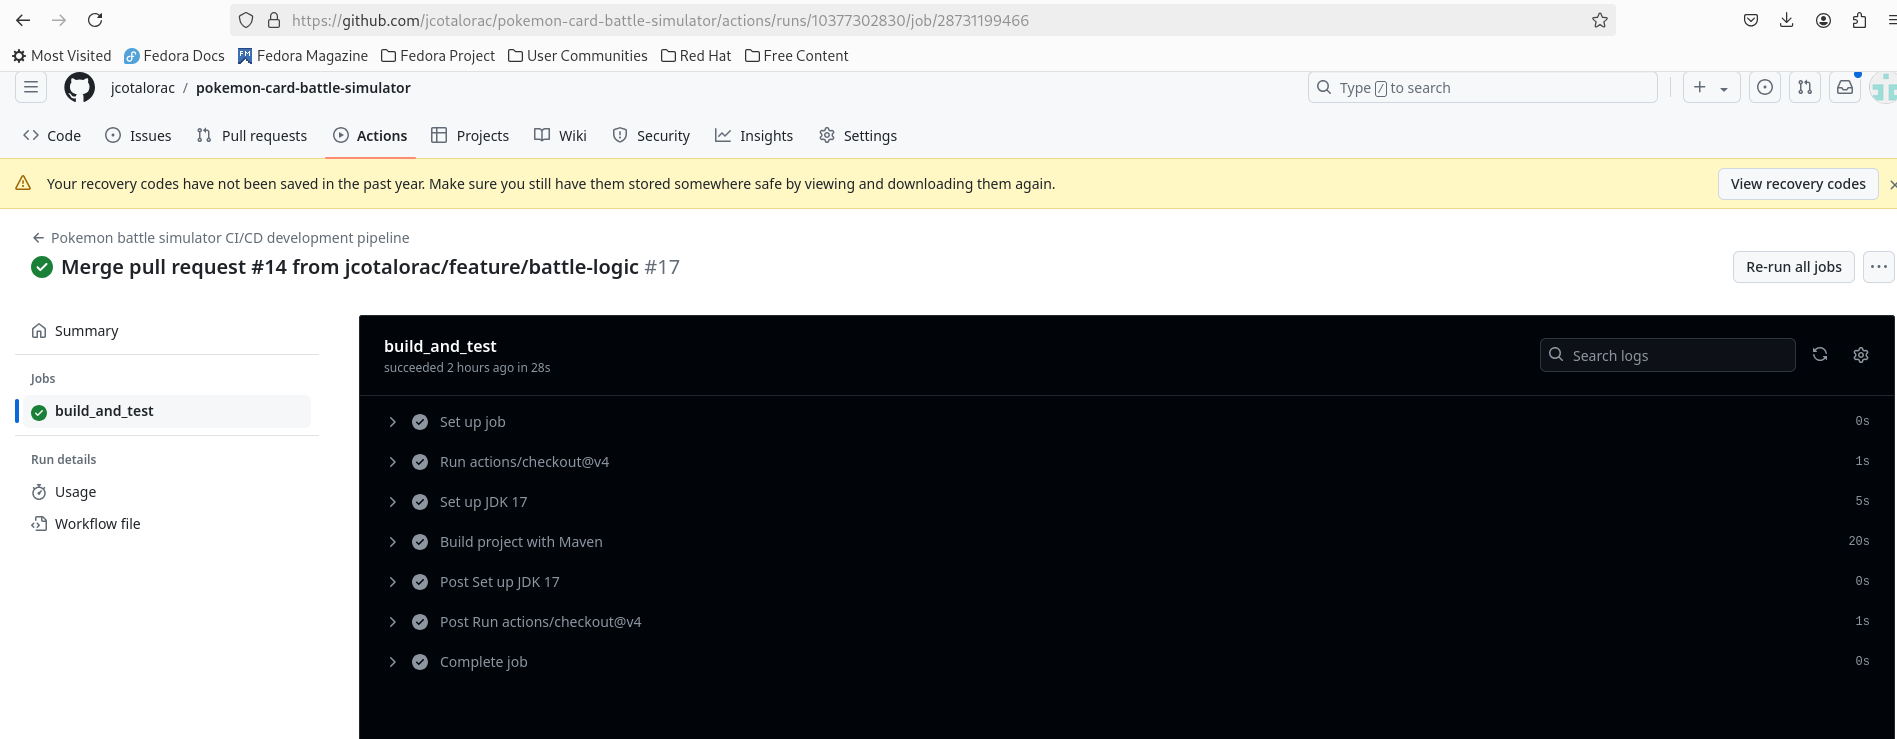 https://github.com/jcotalorac/pokemon-card-battle-simulator/actions/runs/10377302830/job/28731199466
Most Visited Fedora Docs Fedora Magazine Fedora Project User Communities Red Hat Free Content
jcotalorac / pokemon-card-battle-simulator Type / to search
Code Issues Pull requests Actions Projects Wiki Security Insights Settings
Your recovery codes have not been saved in the past year. Make sure you still have them stored somewhere safe by viewing and downloading them again. View recovery codes
Pokemon battle simulator CI/CD development pipeline
Merge pull request #14 from jcotalorac/feature/battle-logic #17 Re-run all jobs
Summary
Jobs
build_and_test
Run details
Usage
Workflow file
build_and_test
succeeded 2 hours ago in 28s
Search logs
Set up job 0s
Run actions/checkout@v4 1s
Set up JDK 17 5s
Build project with Maven 20s
Post Set up JDK 17 0s
Post Run actions/checkout@v4 1s
Complete job 0s